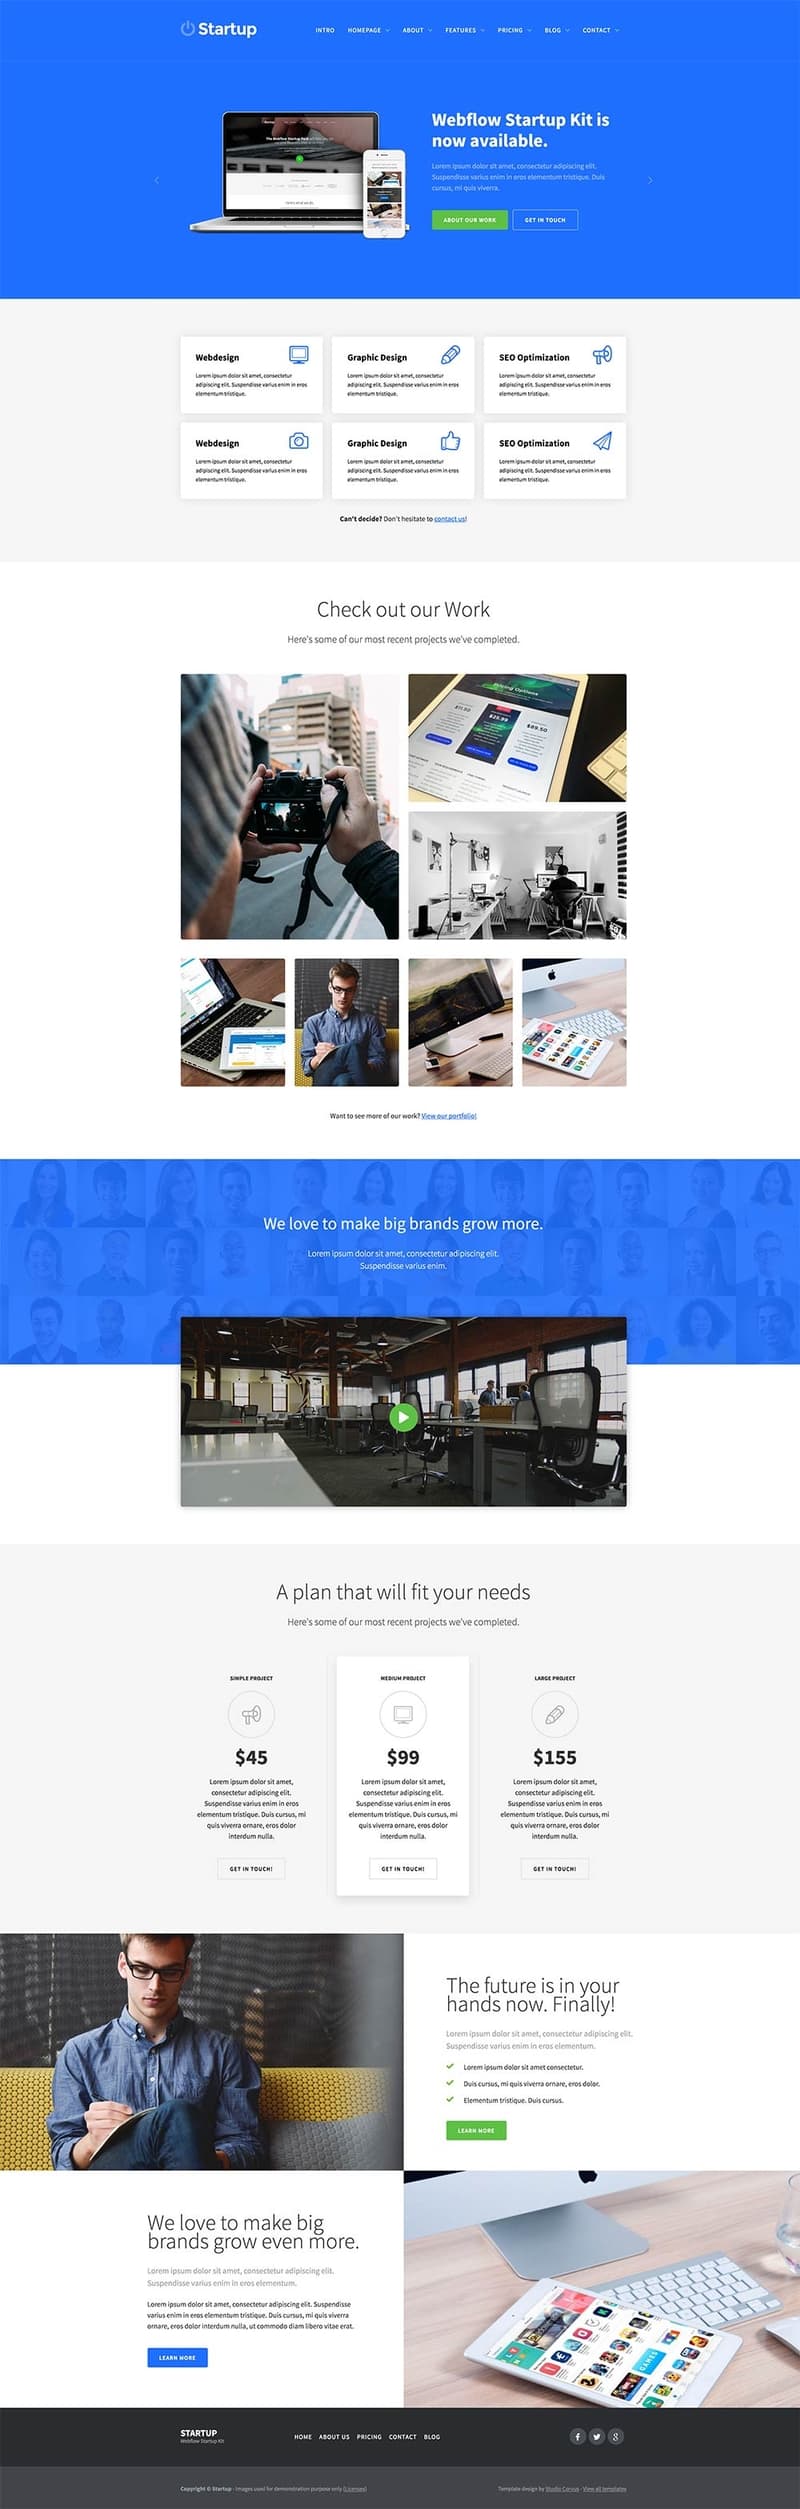 Startup
INTRO HOMEPAGE ABOUT FEATURES PRICING BLOG CONTACT
Webflow Startup Kit is
now available.
Lorem ipsum dolor sit amet, consectetur adipiscing elit.
Suspendisse varius enim in eros elementum tristique. Duis
cursus, mi quis viverra.
ABOUT OUR WORK GET IN TOUCH
Webdesign
Lorem ipsum dolor sit amet, consectetur
adipiscing elit. Suspendisse varius enim in eros
elementum tristique.
Graphic Design
Lorem ipsum dolor sit amet, consectetur
adipiscing elit. Suspendisse varius enim in eros
elementum tristique.
SEO Optimization
Lorem ipsum dolor sit amet, consectetur
adipiscing elit. Suspendisse varius enim in eros
elementum tristique.
Webdesign
Lorem ipsum dolor sit amet, consectetur
adipiscing elit. Suspendisse varius enim in eros
elementum tristique.
Graphic Design
Lorem ipsum dolor sit amet, consectetur
adipiscing elit. Suspendisse varius enim in eros
elementum tristique.
SEO Optimization
Lorem ipsum dolor sit amet, consectetur
adipiscing elit. Suspendisse varius enim in eros
elementum tristique.
Can't decide? Don't hesitate to contact us!
Check out our Work
Here's some of our most recent projects we've completed.
Pricing Options
$25.99
$89.50
Want to see more of our work? View our portfolio!
We love to make big brands grow more.
Lorem ipsum dolor sit amet, consectetur adipiscing elit.
Suspendisse varius enim.
A plan that will fit your needs
Here's some of our most recent projects we've completed.
SIMPLE PROJECT
$45
Lorem ipsum dolor sit amet,
consectetur adipiscing elit.
Suspendisse varius enim in eros
elementum tristique. Duis cursus, mi
quis viverra ornare, eros dolor
interdum nulla.
GET IN TOUCH!
MEDIUM PROJECT
$99
Lorem ipsum dolor sit amet,
consectetur adipiscing elit.
Suspendisse varius enim in eros
elementum tristique. Duis cursus, mi
quis viverra ornare, eros dolor
interdum nulla.
GET IN TOUCH!
LARGE PROJECT
$155
Lorem ipsum dolor sit amet,
consectetur adipiscing elit.
Suspendisse varius enim in eros
elementum tristique. Duis cursus, mi
quis viverra ornare, eros dolor
interdum nulla.
GET IN TOUCH!
The future is in your
hands now. Finally!
Lorem ipsum dolor sit amet, consectetur adipiscing elit.
Suspendisse varius enim in eros elementum.
Lorem ipsum dolor sit amet consectetur.
Duis cursus, mi quis viverra ornare, eros dolor.
Elementum tristique. Duis cursus.
LEARN MORE
We love to make big
brands grow even more.
Lorem ipsum dolor sit amet, consectetur adipiscing elit.
Suspendisse varius enim in eros elementum.
Lorem ipsum dolor sit amet, consectetur adipiscing elit. Suspendisse
varius enim in eros elementum tristique. Duis cursus, mi quis viverra
ornare, eros dolor interdum nulla, ut commodo diam libero vitae erat.
LEARN MORE
GAMES
STARTUP
Webflow Startup Kit
HOME ABOUT US PRICING CONTACT BLOG
Copyright © Startup - Images used for demonstration purpose only (Licenses)
Template design by Studio Corvus - View all templates